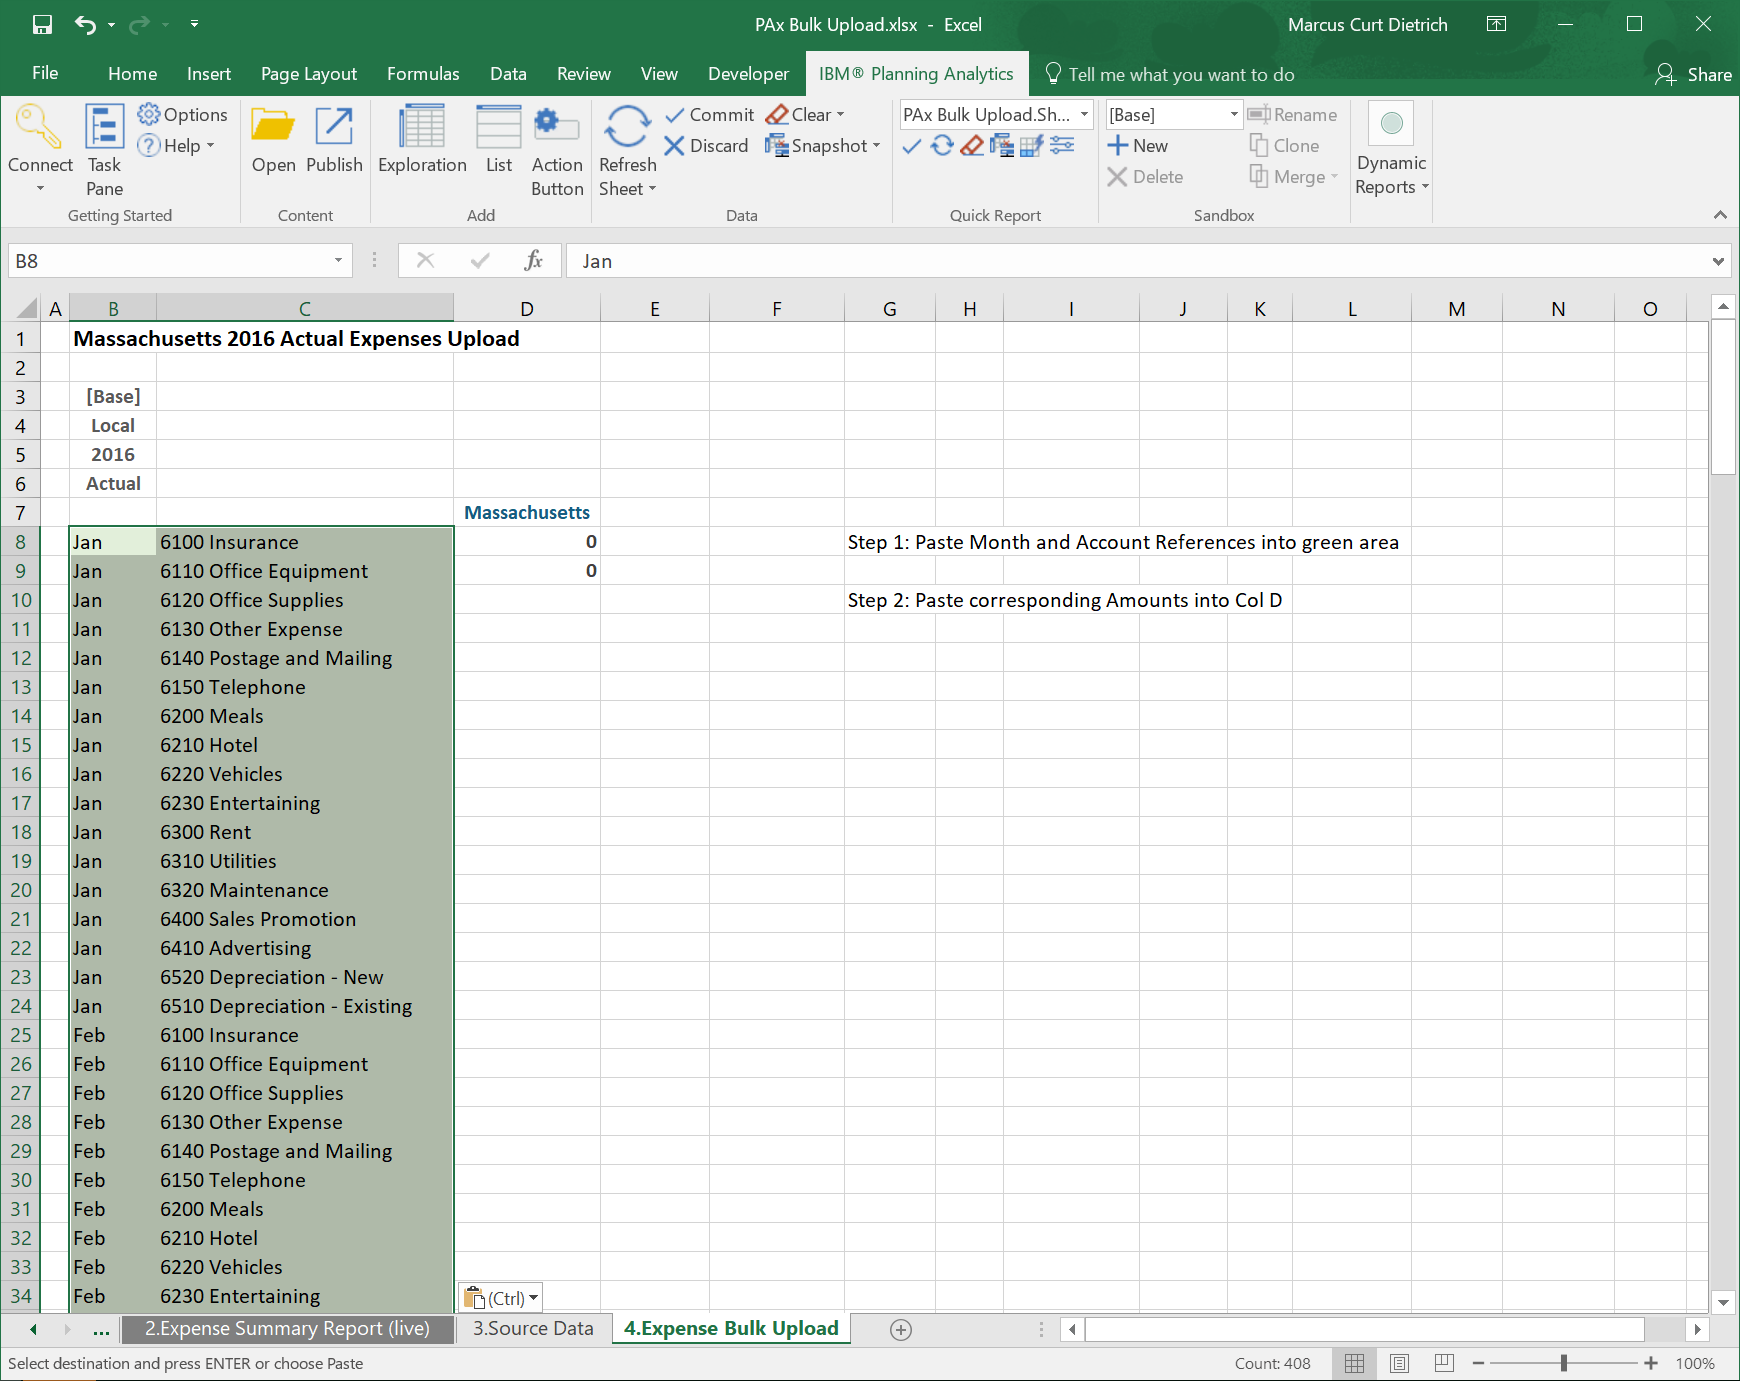 PAx Bulk Upload.xlsx - Excel
Marcus Curt Dietrich
File Home Insert Page Layout Formulas Data Review View Developer IBM® Planning Analytics Tell me what you want to do Share
Connect
Task Pane
Options
Help
Getting Started
Open
Publish
Content
Exploration
List
Action Button
Add
Refresh Sheet
Commit
Discard
Clear
Snapshot
Data
PAx Bulk Upload.Sh...
Quick Report
[Base]
New
Delete
Rename
Clone
Merge
Sandbox
Dynamic Reports
B8
fx
Jan
A B C D E F G H I J K L M N O
1 Massachusetts 2016 Actual Expenses Upload
2
3 [Base]
4 Local
5 2016
6 Actual
7 Massachusetts
8 Jan 6100 Insurance 0 Step 1: Paste Month and Account References into green area
9 Jan 6110 Office Equipment 0
10 Jan 6120 Office Supplies Step 2: Paste corresponding Amounts into Col D
11 Jan 6130 Other Expense
12 Jan 6140 Postage and Mailing
13 Jan 6150 Telephone
14 Jan 6200 Meals
15 Jan 6210 Hotel
16 Jan 6220 Vehicles
17 Jan 6230 Entertaining
18 Jan 6300 Rent
19 Jan 6310 Utilities
20 Jan 6320 Maintenance
21 Jan 6400 Sales Promotion
22 Jan 6410 Advertising
23 Jan 6520 Depreciation - New
24 Jan 6510 Depreciation - Existing
25 Feb 6100 Insurance
26 Feb 6110 Office Equipment
27 Feb 6120 Office Supplies
28 Feb 6130 Other Expense
29 Feb 6140 Postage and Mailing
30 Feb 6150 Telephone
31 Feb 6200 Meals
32 Feb 6210 Hotel
33 Feb 6220 Vehicles
34 Feb 6230 Entertaining
(Ctrl)
... 2.Expense Summary Report (live) 3.Source Data 4.Expense Bulk Upload
Select destination and press ENTER or choose Paste
Count: 408
100%